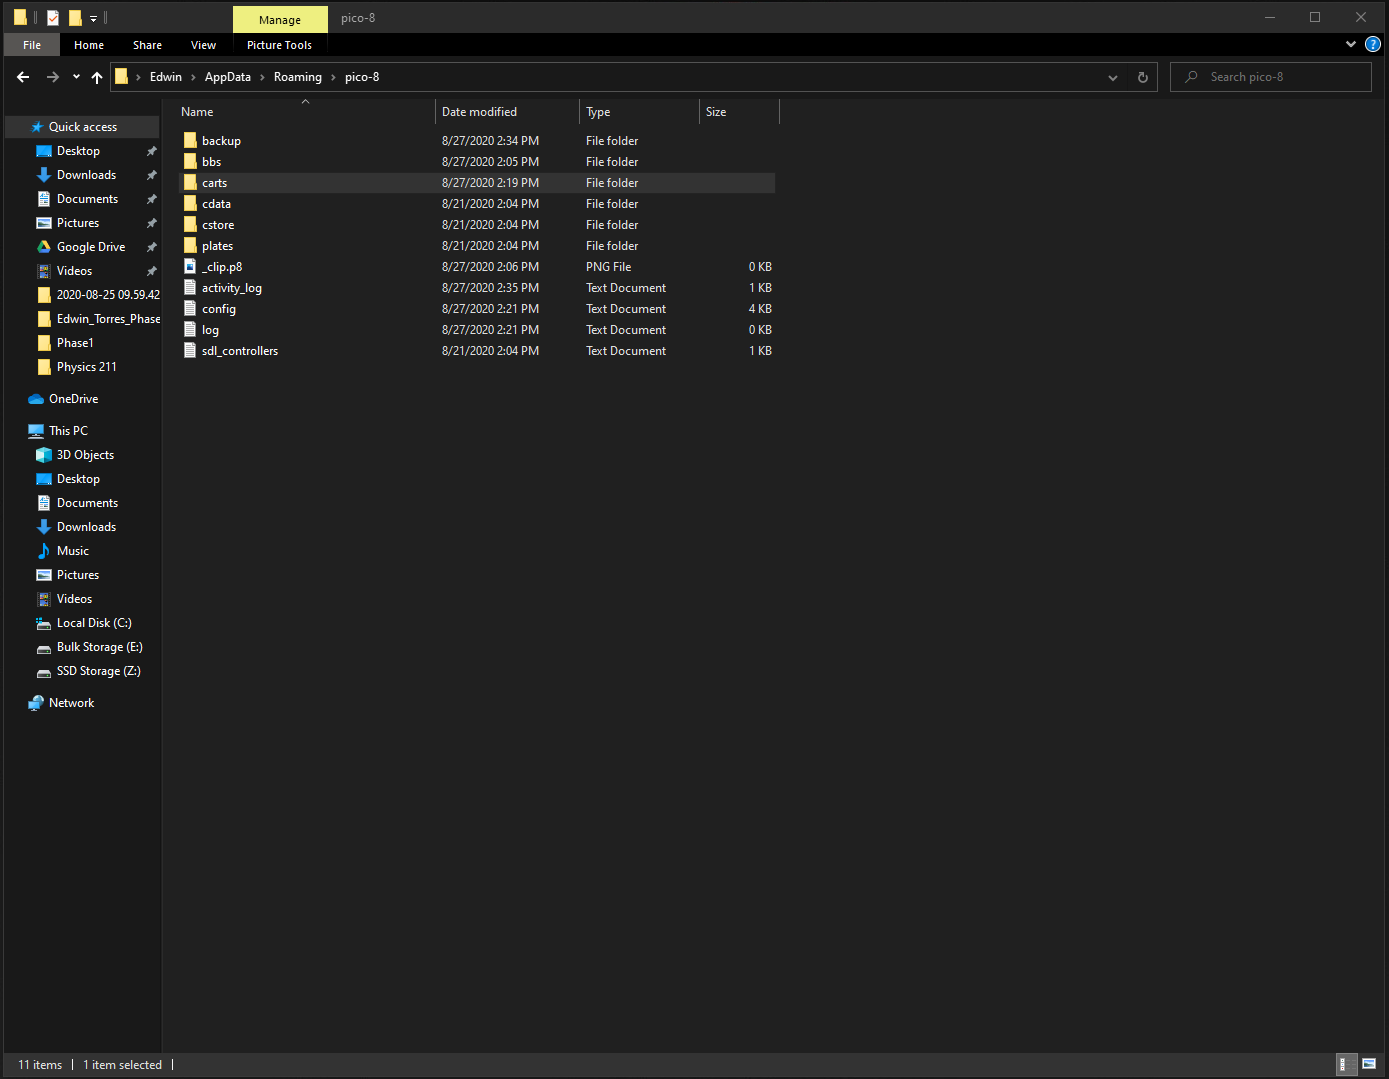 Manage pico-8
File Home Share View Picture Tools
Edwin AppData Roaming pico-8 Search pico-8
Name Date modified Type Size
Quick access
Desktop
Downloads
Documents
Pictures
Google Drive
Videos
2020-08-25 09.59.42
Edwin_Torres_Phase
Phase1
Physics 211
OneDrive
This PC
3D Objects
Desktop
Documents
Downloads
Music
Pictures
Videos
Local Disk (C:)
Bulk Storage (E:)
SSD Storage (Z:)
Network
backup 8/27/2020 2:34 PM File folder
bbs 8/27/2020 2:05 PM File folder
carts 8/27/2020 2:19 PM File folder
cdata 8/21/2020 2:04 PM File folder
cstore 8/21/2020 2:04 PM File folder
plates 8/21/2020 2:04 PM File folder
_clip.p8 8/27/2020 2:06 PM PNG File 0 KB
activity_log 8/27/2020 2:35 PM Text Document 1 KB
config 8/27/2020 2:21 PM Text Document 4 KB
log 8/27/2020 2:21 PM Text Document 0 KB
sdl_controllers 8/21/2020 2:04 PM Text Document 1 KB
11 items 1 item selected